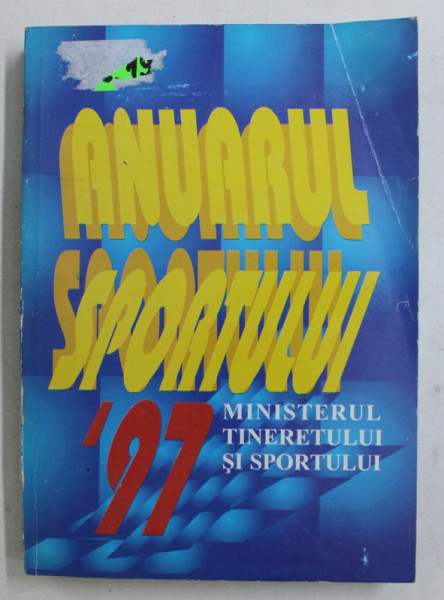 ANUARUL
SPORTULUI
'97
MINISTERUL
TINERETULUI
ŞI SPORTULUI